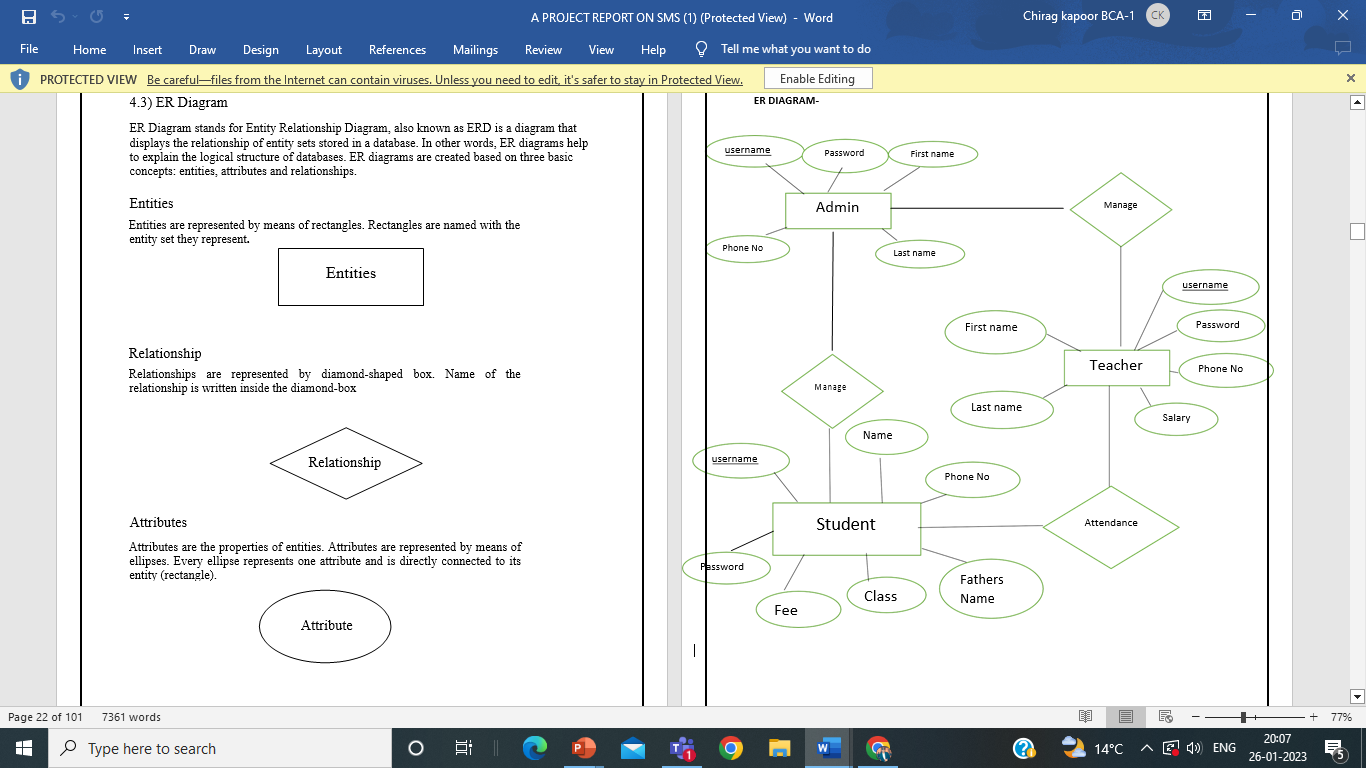 A PROJECT REPORT ON SMS (1) (Protected View) - Word
Chirag kapoor BCA-1
CK
File Home Insert Draw Design Layout References Mailings Review View Help Tell me what you want to do
PROTECTED VIEW Be careful—files from the Internet can contain viruses. Unless you need to edit, it's safer to stay in Protected View. Enable Editing
4.3) ER Diagram
ER Diagram stands for Entity Relationship Diagram, also known as ERD is a diagram that
displays the relationship of entity sets stored in a database. In other words, ER diagrams help
to explain the logical structure of databases. ER diagrams are created based on three basic
concepts: entities, attributes and relationships.
Entities
Entities are represented by means of rectangles. Rectangles are named with the
entity set they represent.
Entities
Relationship
Relationships are represented by diamond-shaped box. Name of the
relationship is written inside the diamond-box
Relationship
Attributes
Attributes are the properties of entities. Attributes are represented by means of
ellipses. Every ellipse represents one attribute and is directly connected to its
entity (rectangle).
Attribute
ER DIAGRAM-
username
Password
First name
Admin
Manage
Phone No
Last name
username
First name
Password
Teacher
Phone No
Manage
Last name
Salary
Name
username
Phone No
Student
Attendance
Password
Fathers
Name
Class
Fee
Page 22 of 101 7361 words
77%
Type here to search
1
14°C
ENG
20:07
26-01-2023
5